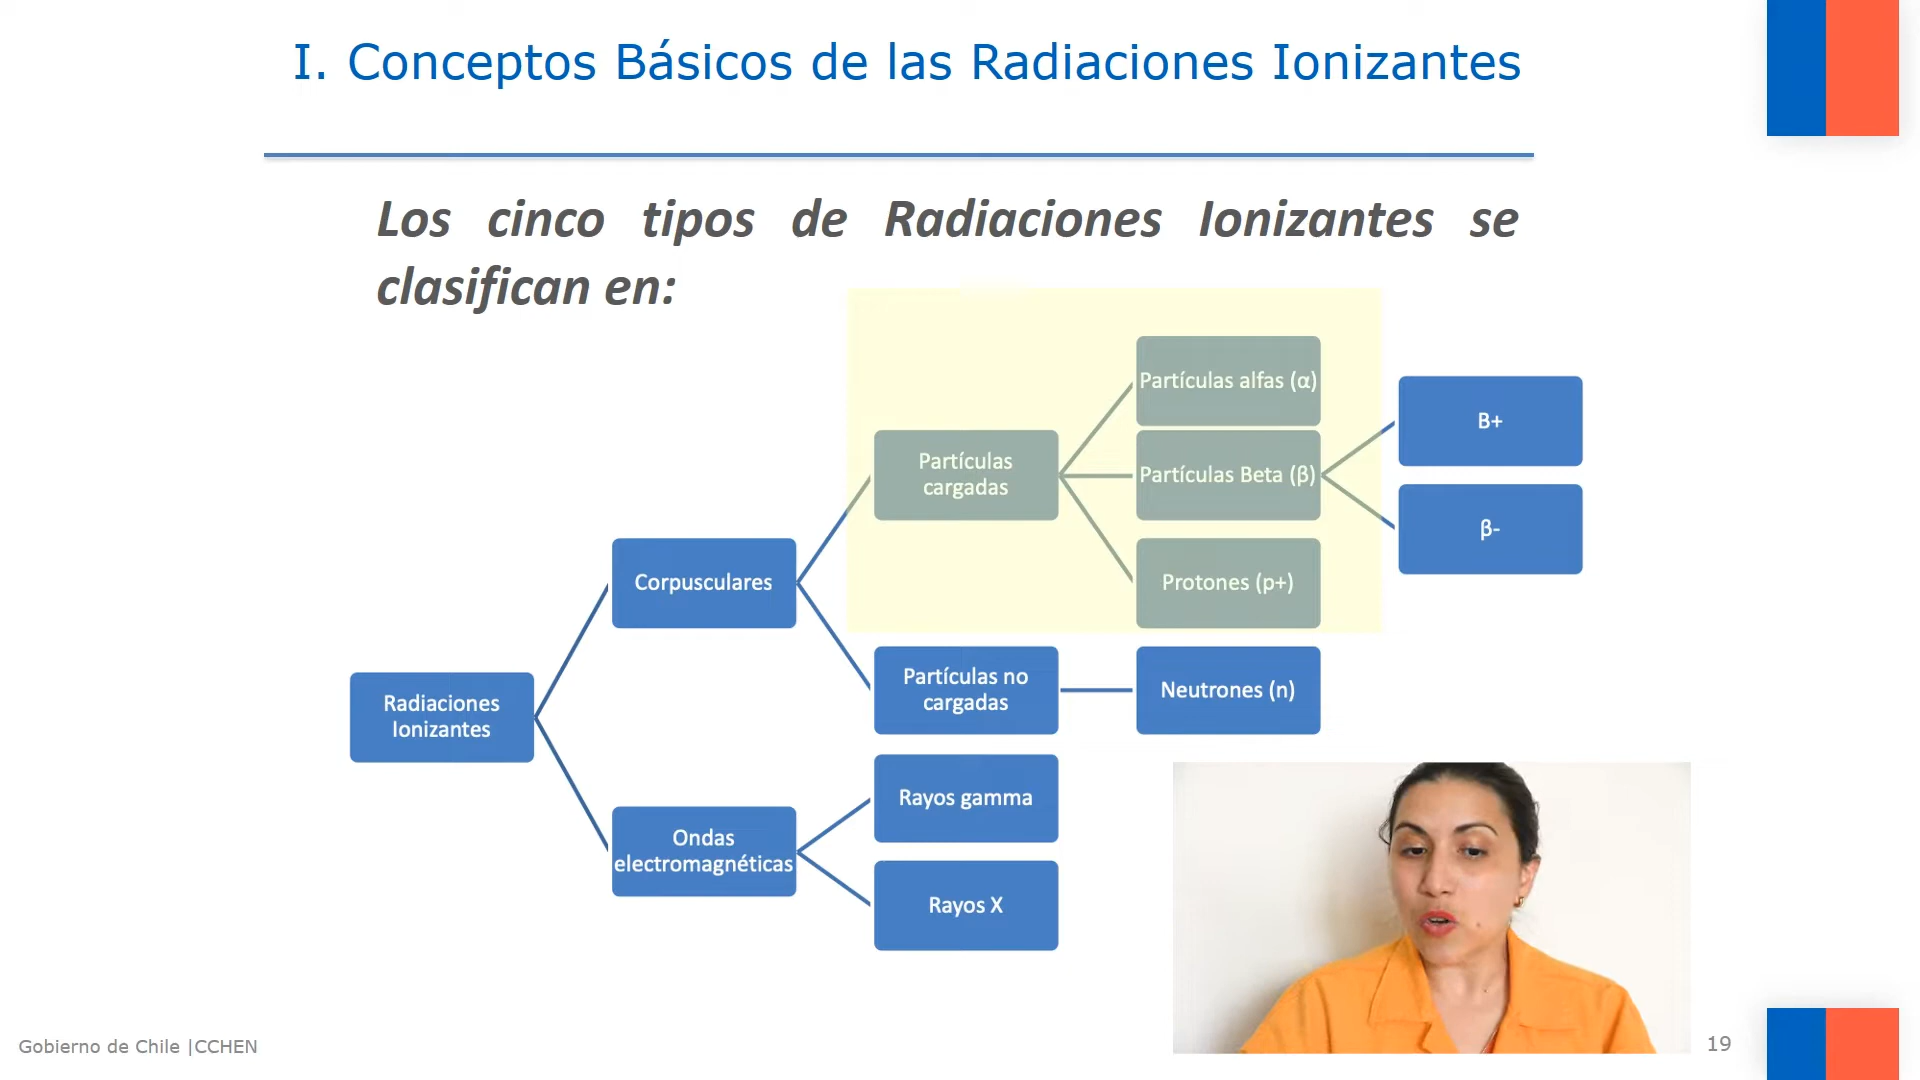 I. Conceptos Básicos de las Radiaciones Ionizantes
Los cinco tipos de Radiaciones Ionizantes se
clasifican en:
Radiaciones
Ionizantes
Corpusculares
Partículas
cargadas
Partículas alfas (α)
Partículas Beta (β)
B+
β-
Protones (p+)
Partículas no
cargadas
Neutrones (n)
Ondas
electromagnéticas
Rayos gamma
Rayos X
Gobierno de Chile |CCHEN
19